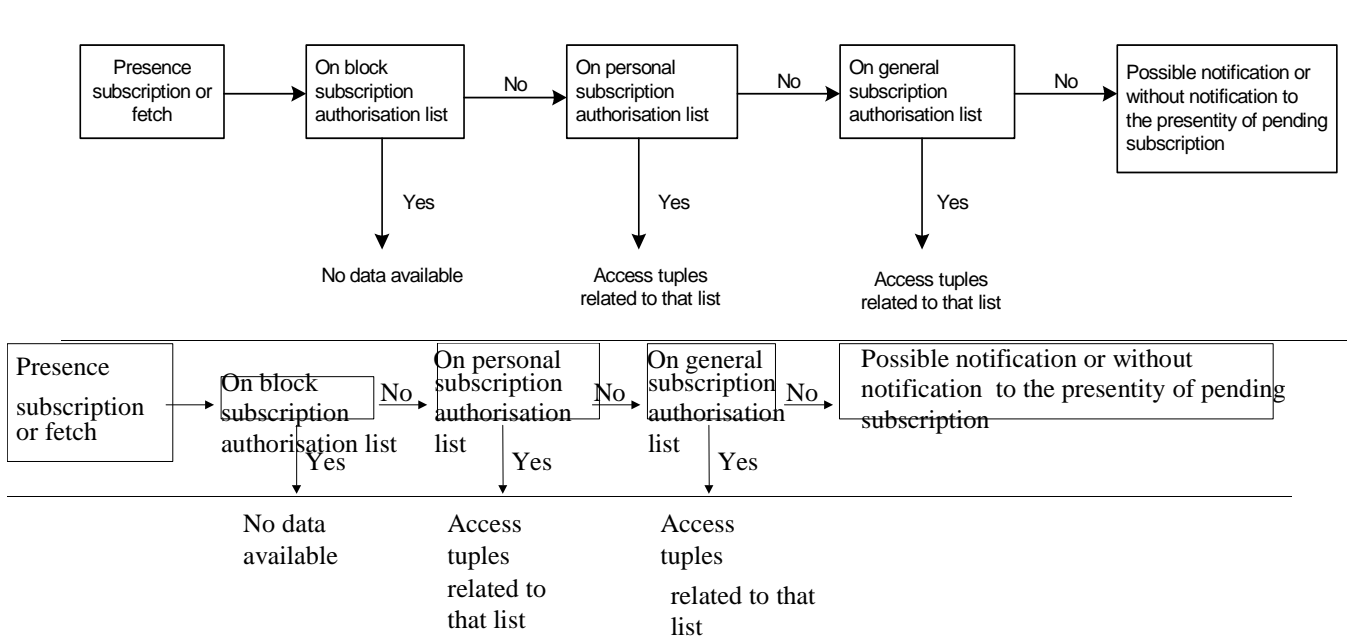 Presence
subscription or
fetch
On block
subscription
authorisation list
No
On personal
subscription
authorisation list
No
On general
subscription
authorisation list
No
Possible notification or
without notification to
the presentity of pending
subscription
Yes
Yes
Yes
No data available
Access tuples
related to that list
Access tuples
related to that list
Presence
subscription
or fetch
On block
subscription
authorisation list
No
On personal
subscription
authorisation
list
No
On general
subscription
authorisation
list
No
Possible notification or without
notification  to the presentity of pending
subscription
Yes
Yes
Yes
No data
available
Access
tuples
related to
that list
Access
tuples
related to that
list